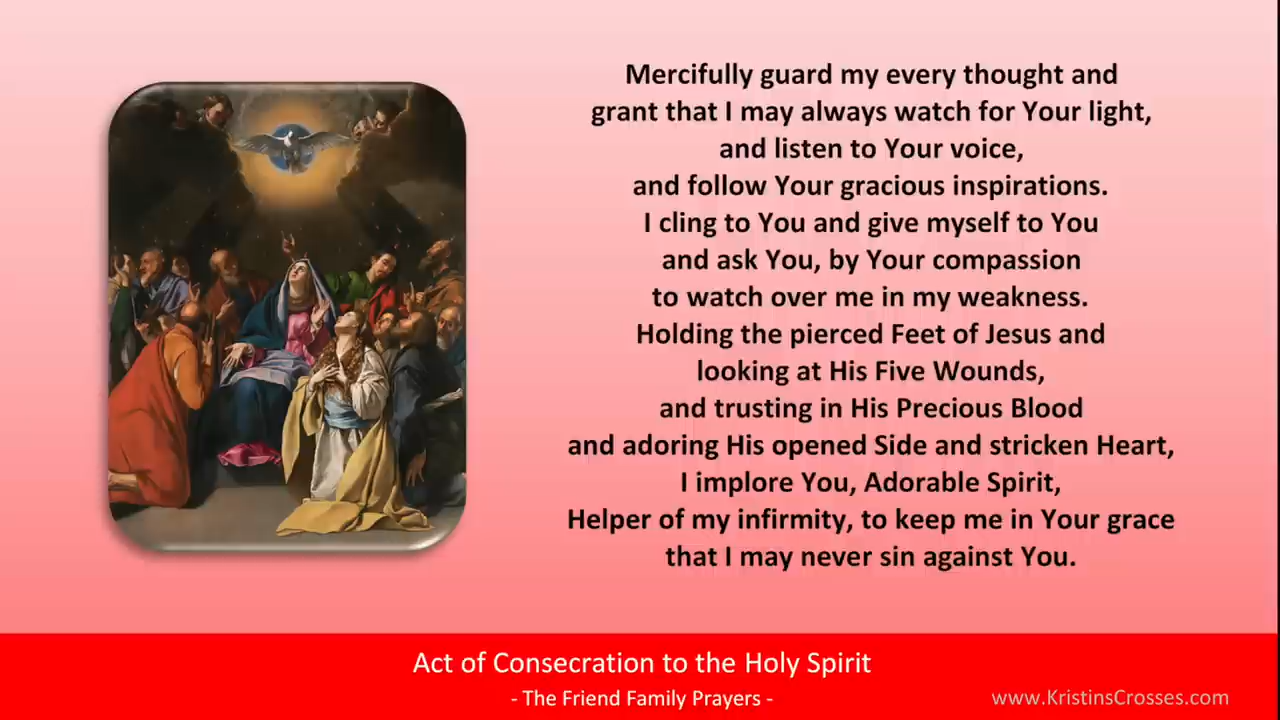 Mercifully guard my every thought and
grant that I may always watch for Your light,
and listen to Your voice,
and follow Your gracious inspirations.
I cling to You and give myself to You
and ask You, by Your compassion
to watch over me in my weakness.
Holding the pierced Feet of Jesus and
looking at His Five Wounds,
and trusting in His Precious Blood
and adoring His opened Side and stricken Heart,
I implore You, Adorable Spirit,
Helper of my infirmity, to keep me in Your grace
that I may never sin against You.
Act of Consecration to the Holy Spirit
- The Friend Family Prayers -
www.KristinsCrosses.com